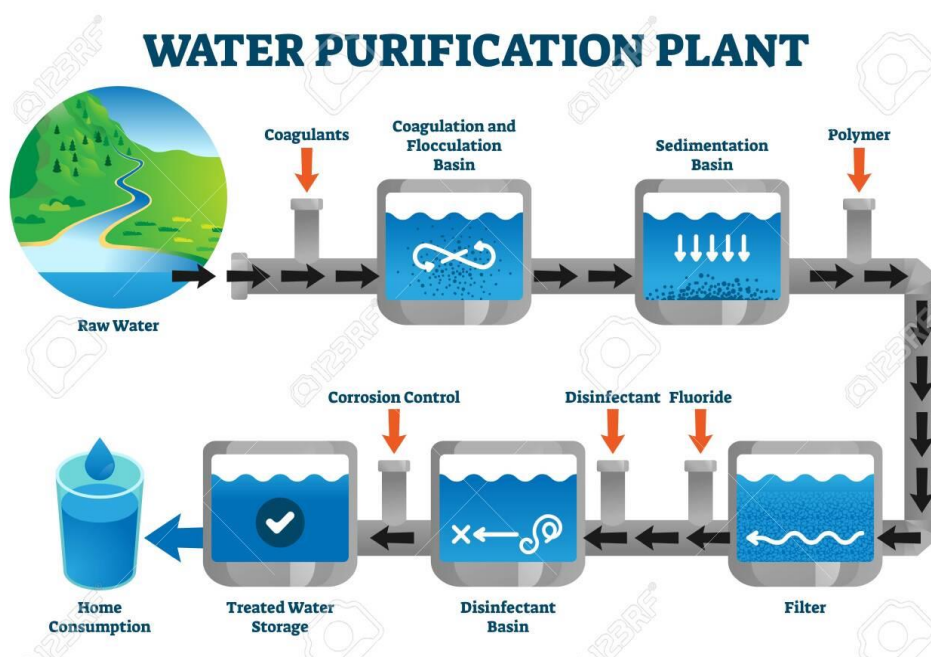 WATER PURIFICATION PLANT
Coagulants
Coagulation and
Flocculation
Basin
Sedimentation
Basin
Polymer
Raw Water
Corrosion Control
Disinfectant
Fluoride
Home
Consumption
Treated Water
Storage
Disinfectant
Basin
Filter
123RF